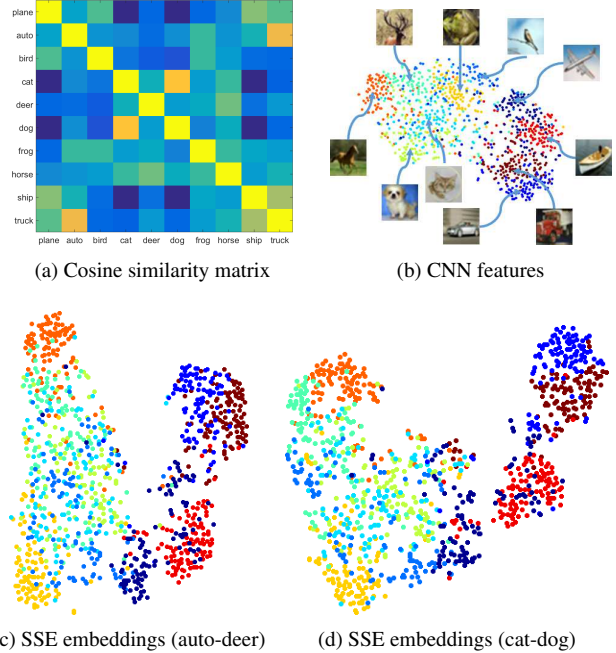 plane
auto
bird
cat
deer
dog
frog
horse
ship
truck
plane auto bird cat deer dog frog horse ship truck
(a) Cosine similarity matrix
(b) CNN features
c) SSE embeddings (auto-deer)
(d) SSE embeddings (cat-dog)